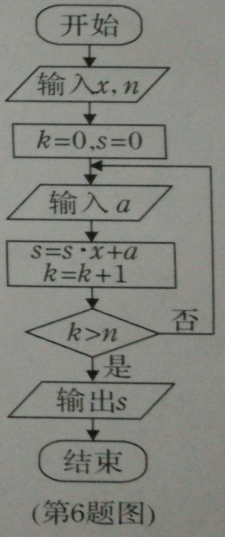 开始
输入x, n
k=0,s=0
输入 a
s=s·x+a
k=k+1
k>n
否
是
输出s
结束
(第6题图)